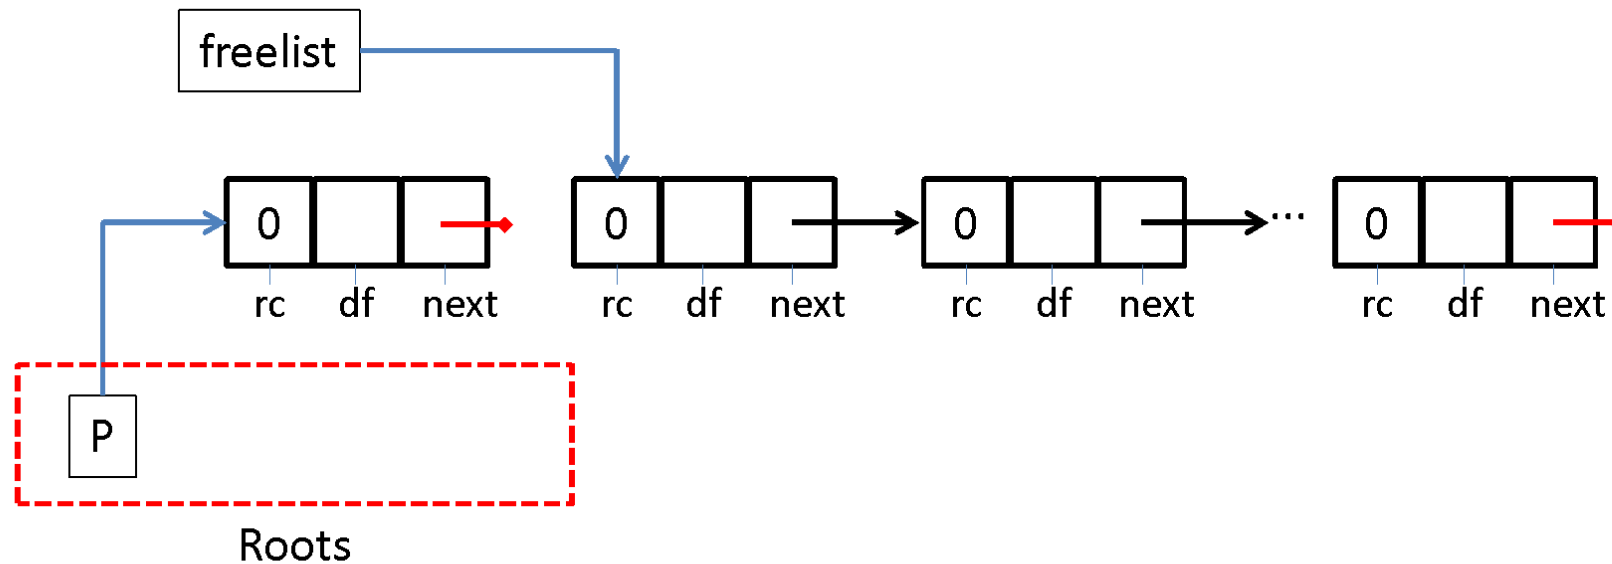 freelist
0 0 0 ... 0
rc df next rc df next rc df next rc df next
P
Roots